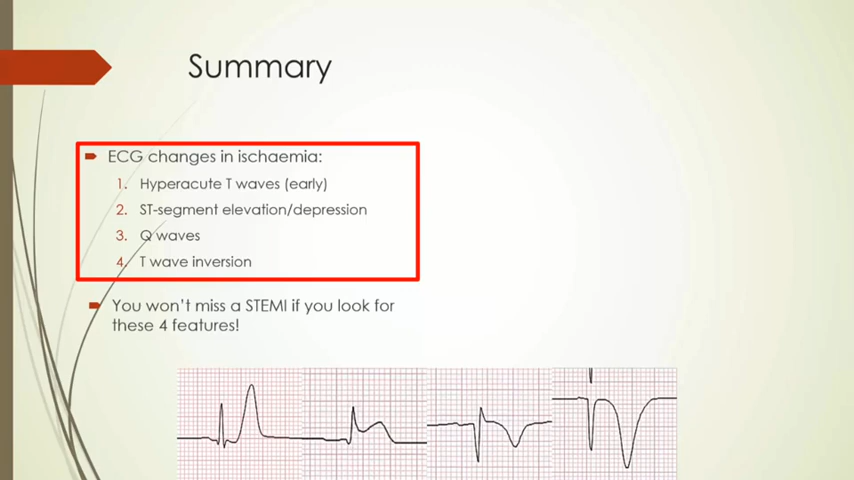 Summary
ECG changes in ischaemia:
1. Hyperacute T waves (early)
2. ST-segment elevation/depression
3. Q waves
4. T wave inversion
You won't miss a STEMI if you look for
these 4 features!